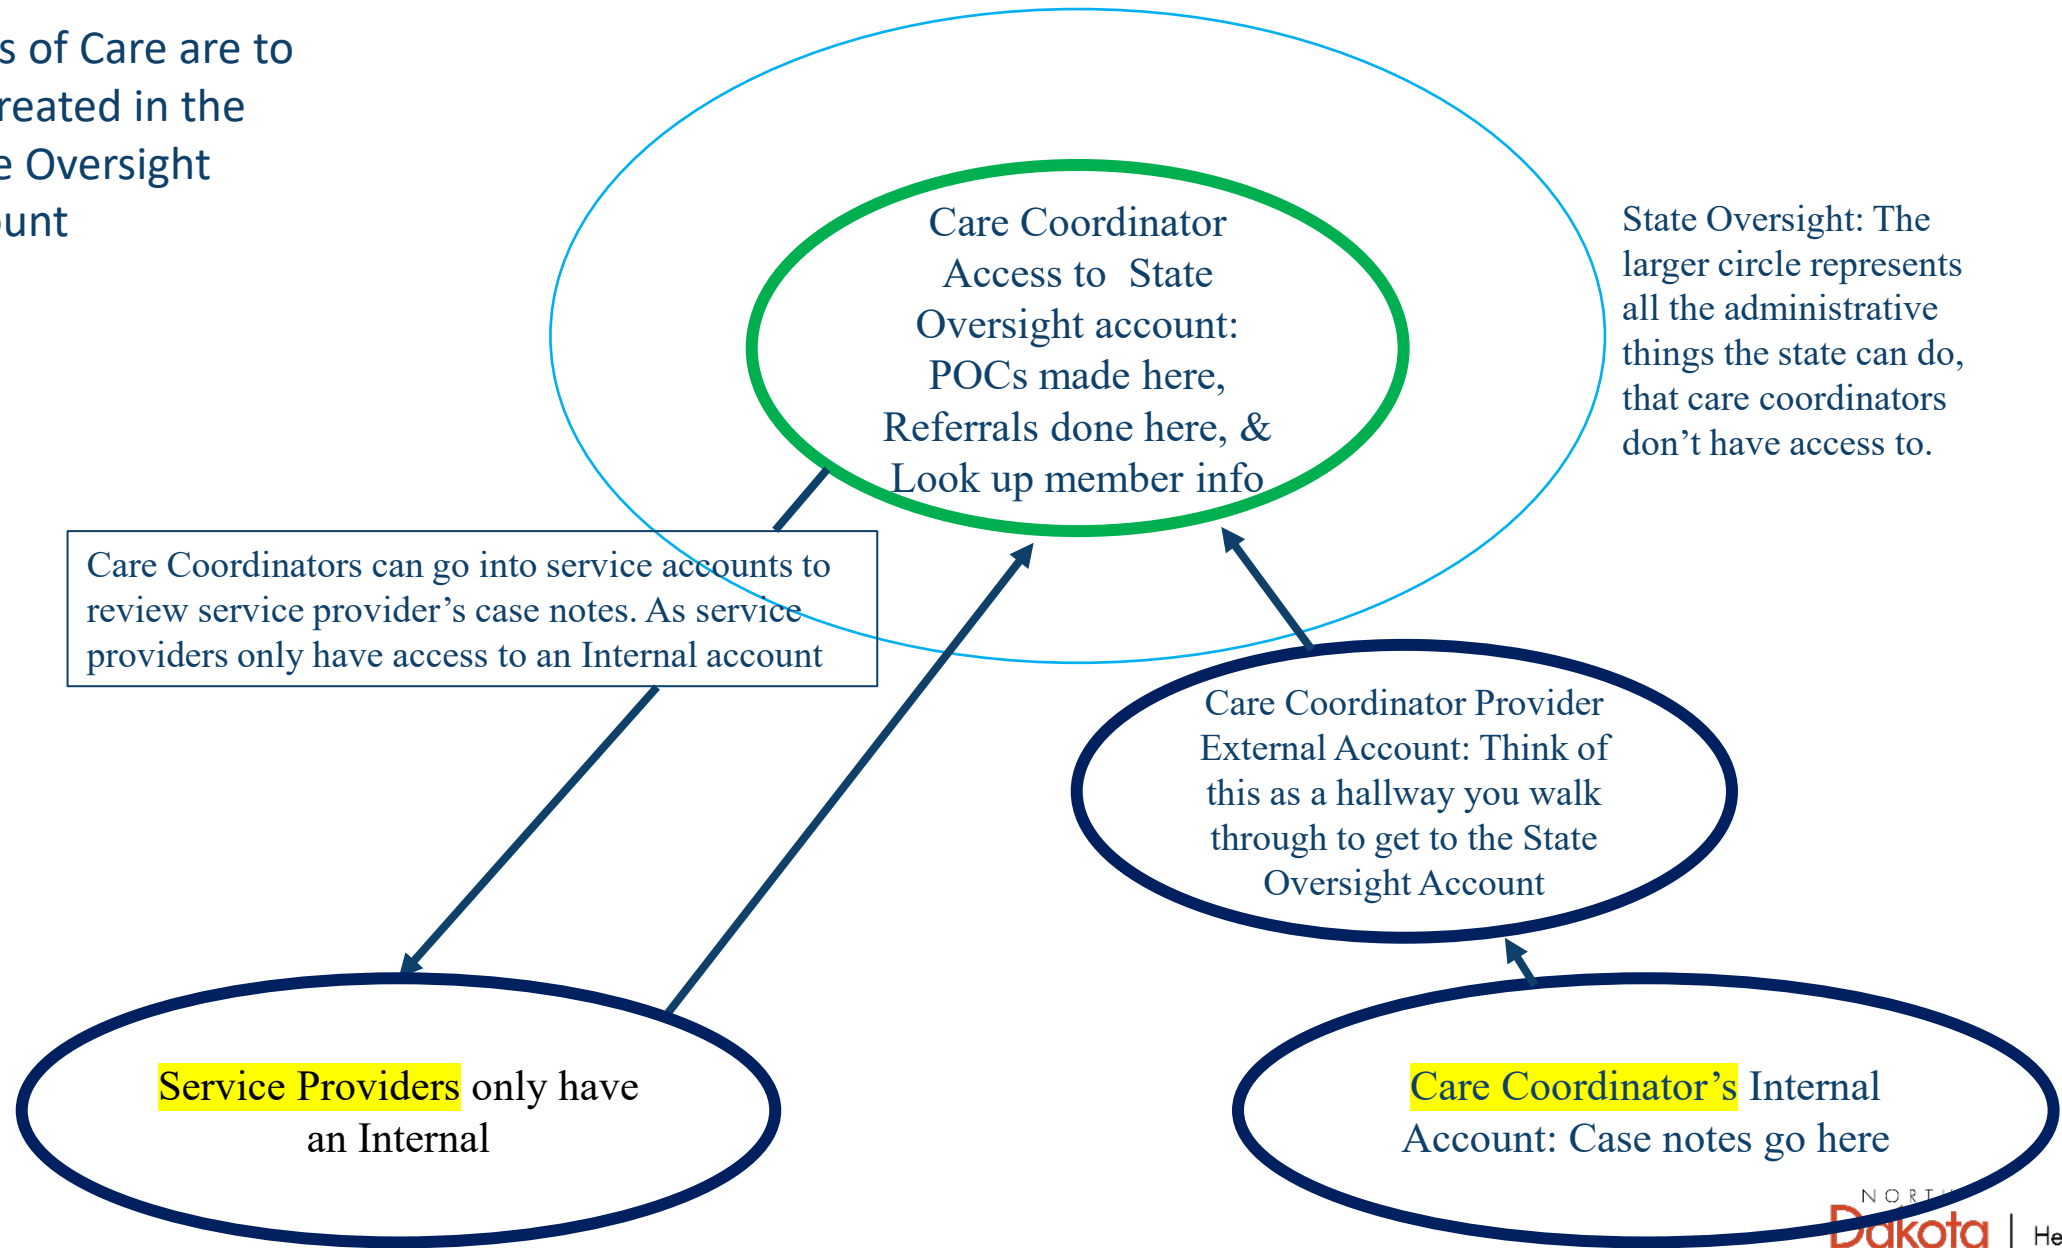 s of Care are to
reated in the
e Oversight
ount
Care Coordinator
Access to State
Oversight account:
POCs made here,
Referrals done here, &
Look up member info
State Oversight: The
larger circle represents
all the administrative
things the state can do,
that care coordinators
don’t have access to.
Care Coordinators can go into service accounts to
review service provider’s case notes. As service
providers only have access to an Internal account
Care Coordinator Provider
External Account: Think of
this as a hallway you walk
through to get to the State
Oversight Account
Service Providers only have
an Internal
Care Coordinator’s Internal
Account: Case notes go here
NORT
Dakota | He